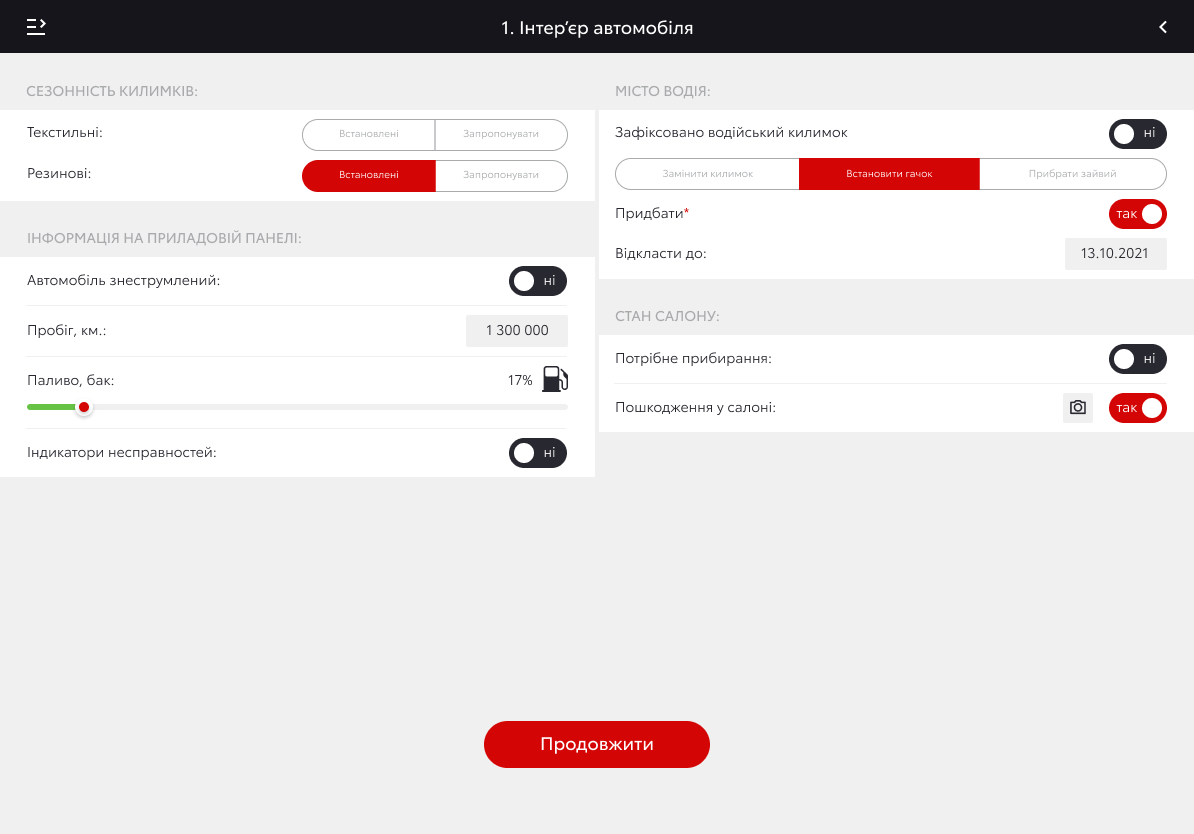 1. Інтер’єр автомобіля
СЕЗОННІСТЬ КИЛИМКІВ:
Текстильні:
Встановлені
Запропонувати
Резинові:
Встановлені
Запропонувати
ІНФОРМАЦІЯ НА ПРИЛАДОВІЙ ПАНЕЛІ:
Автомобіль знеструмлений:
ні
Пробіг, км.:
1 300 000
Паливо, бак:
17%
Індикатори несправностей:
ні
МІСТО ВОДІЯ:
Зафіксовано водійський килимок
ні
Замінити килимок
Встановити гачок
Прибрати зайвий
Придбати*
так
Відкласти до:
13.10.2021
СТАН САЛОНУ:
Потрібне прибирання:
ні
Пошкодження у салоні:
так
Продовжити